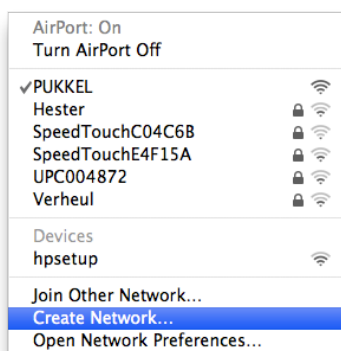 AirPort: On
Turn AirPort Off
✓PUKKEL
Hester
SpeedTouchC04C6B
SpeedTouchE4F15A
UPC004872
Verheul
Devices
hpsetup
Join Other Network...
Create Network...
Open Network Preferences...